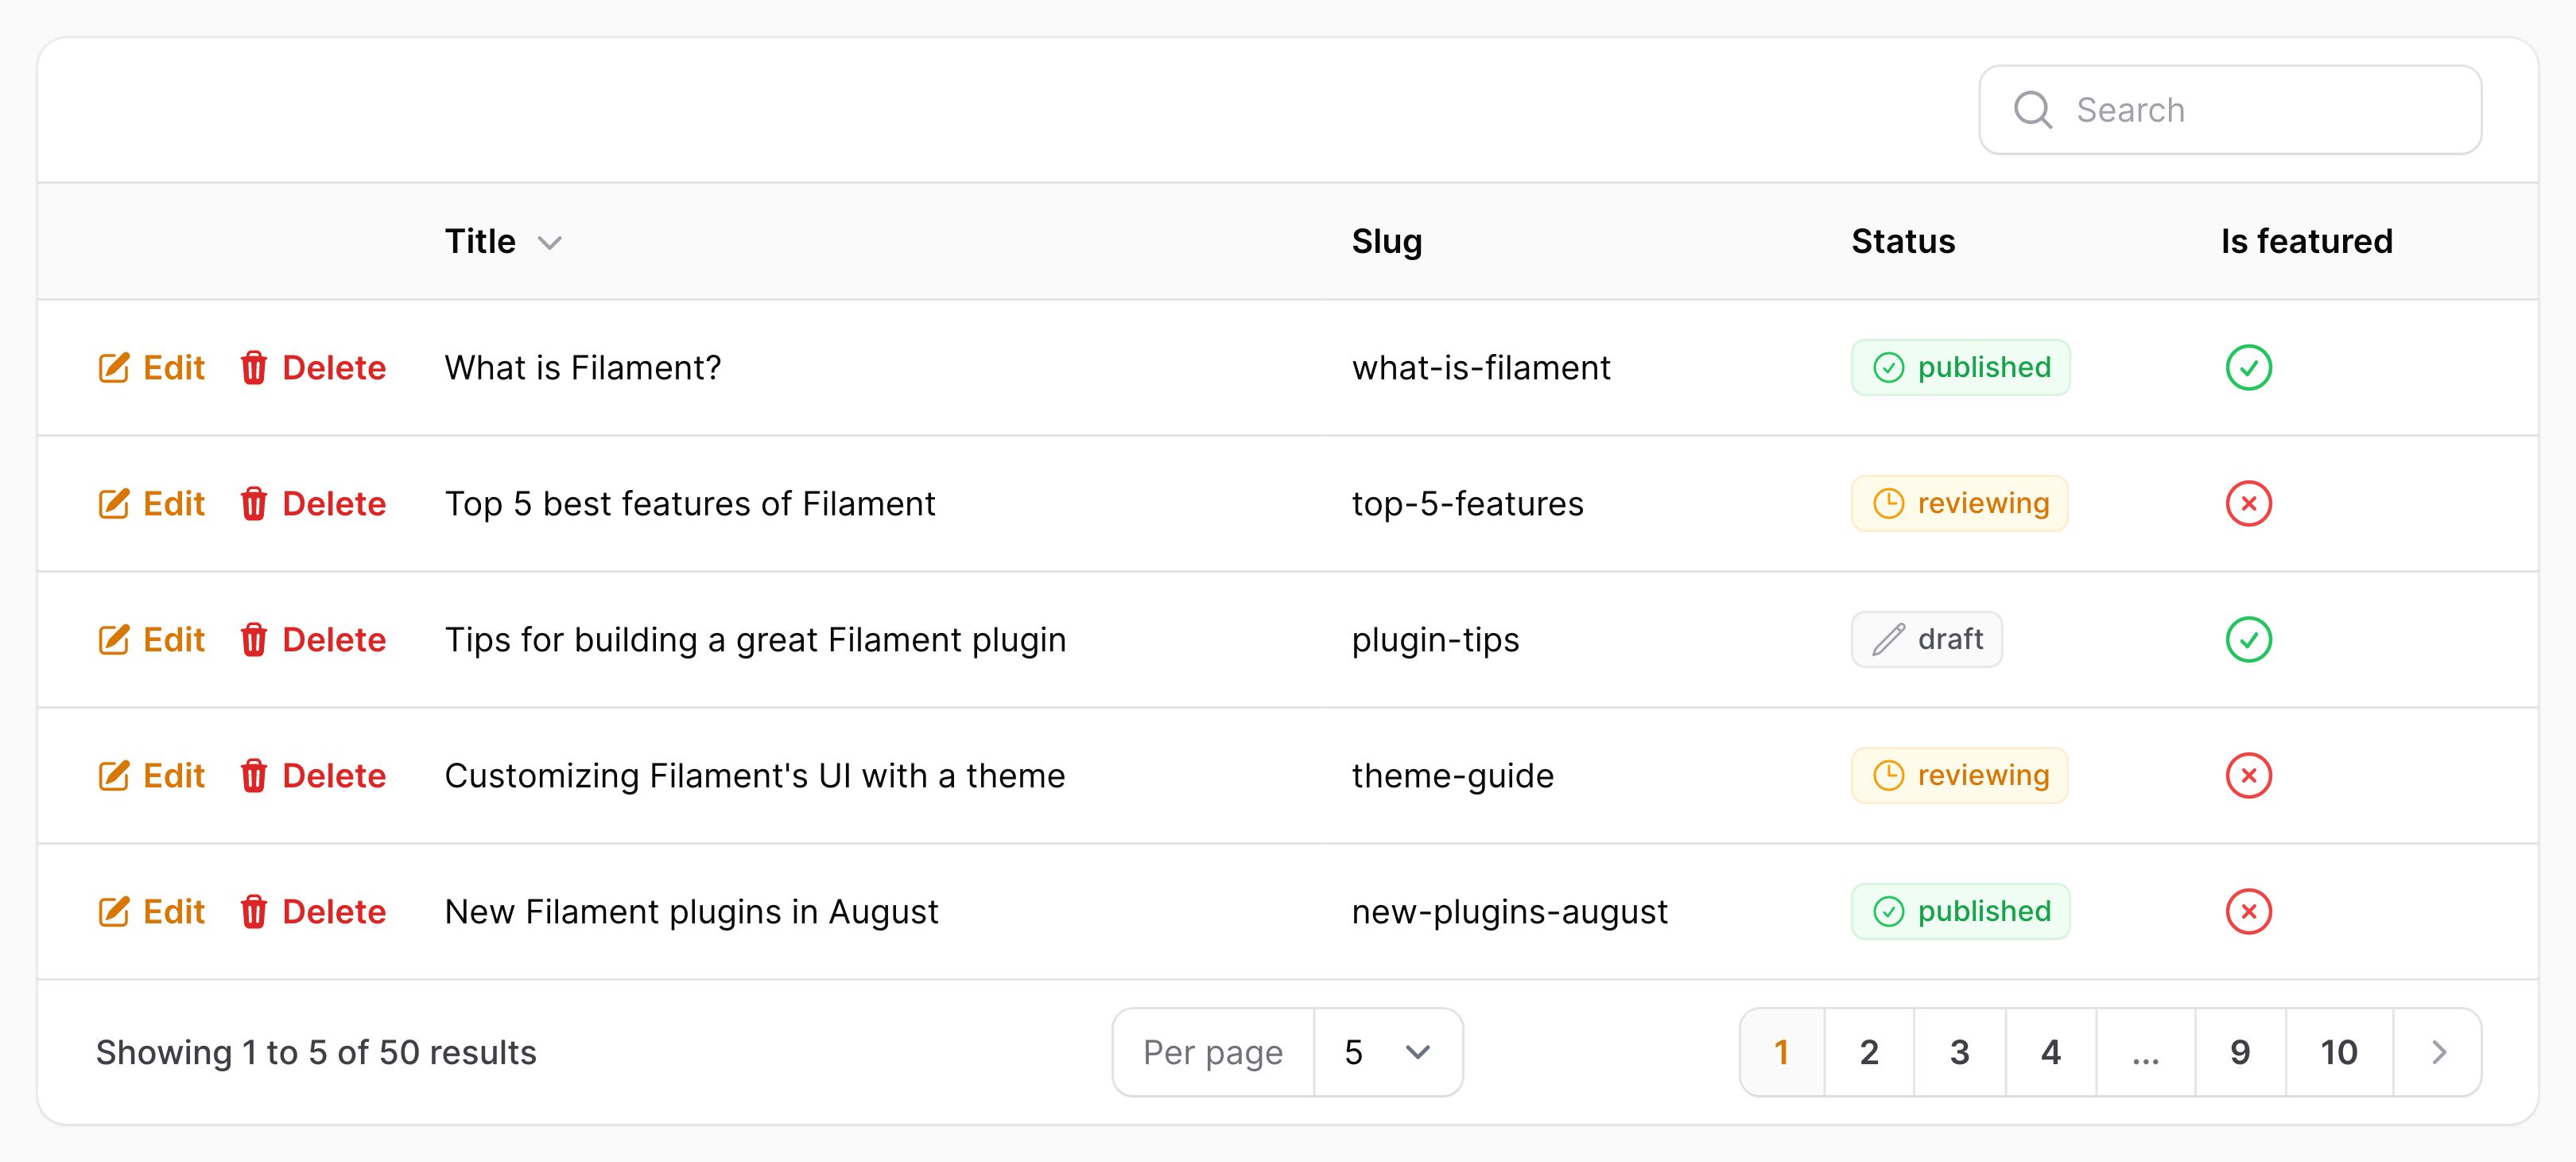 Search
Title Slug Status Is featured
Edit Delete What is Filament? what-is-filament published
Edit Delete Top 5 best features of Filament top-5-features reviewing
Edit Delete Tips for building a great Filament plugin plugin-tips draft
Edit Delete Customizing Filament's UI with a theme theme-guide reviewing
Edit Delete New Filament plugins in August new-plugins-august published
Showing 1 to 5 of 50 results Per page 5 1 2 3 4 ... 9 10